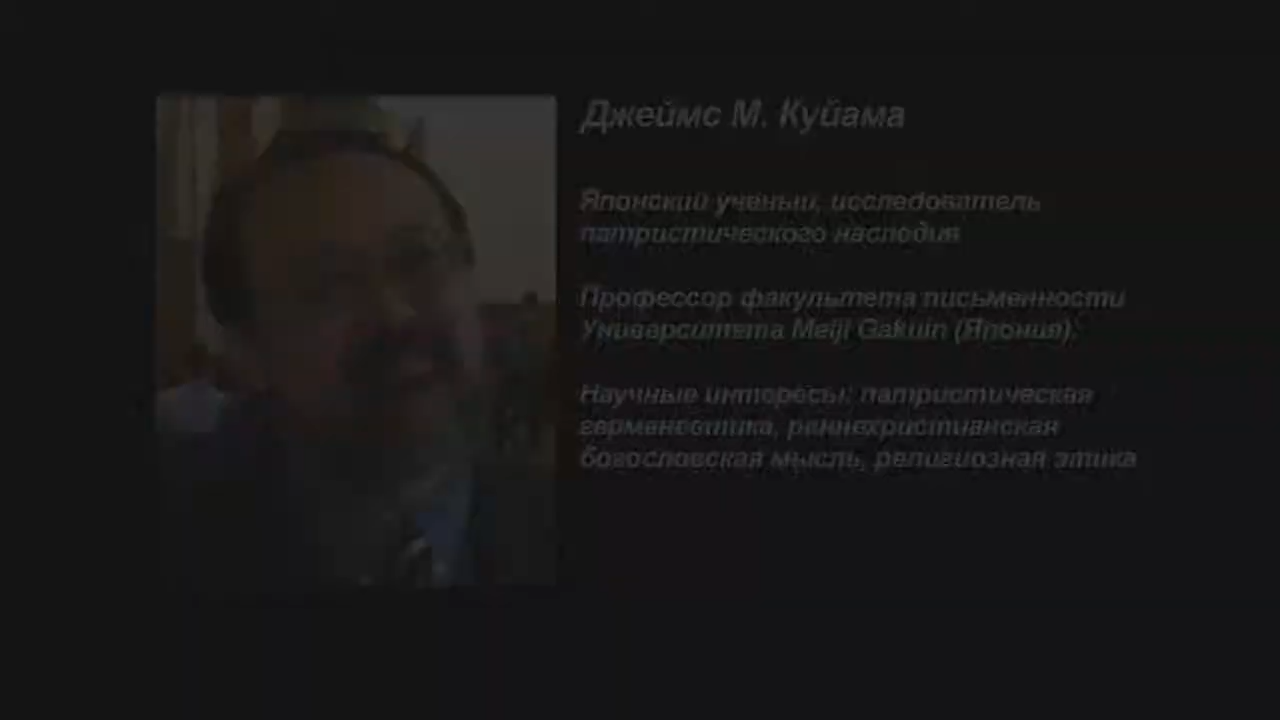 Джеймс М. Куйама
Японский учёный, исследователь
патристического наследия
Профессор факультета письменности
Университета Meiji Gakuin (Япония).
Научные интересы: патристическая
герменевтика, раннехристианская
богословская мысль, религиозная этика